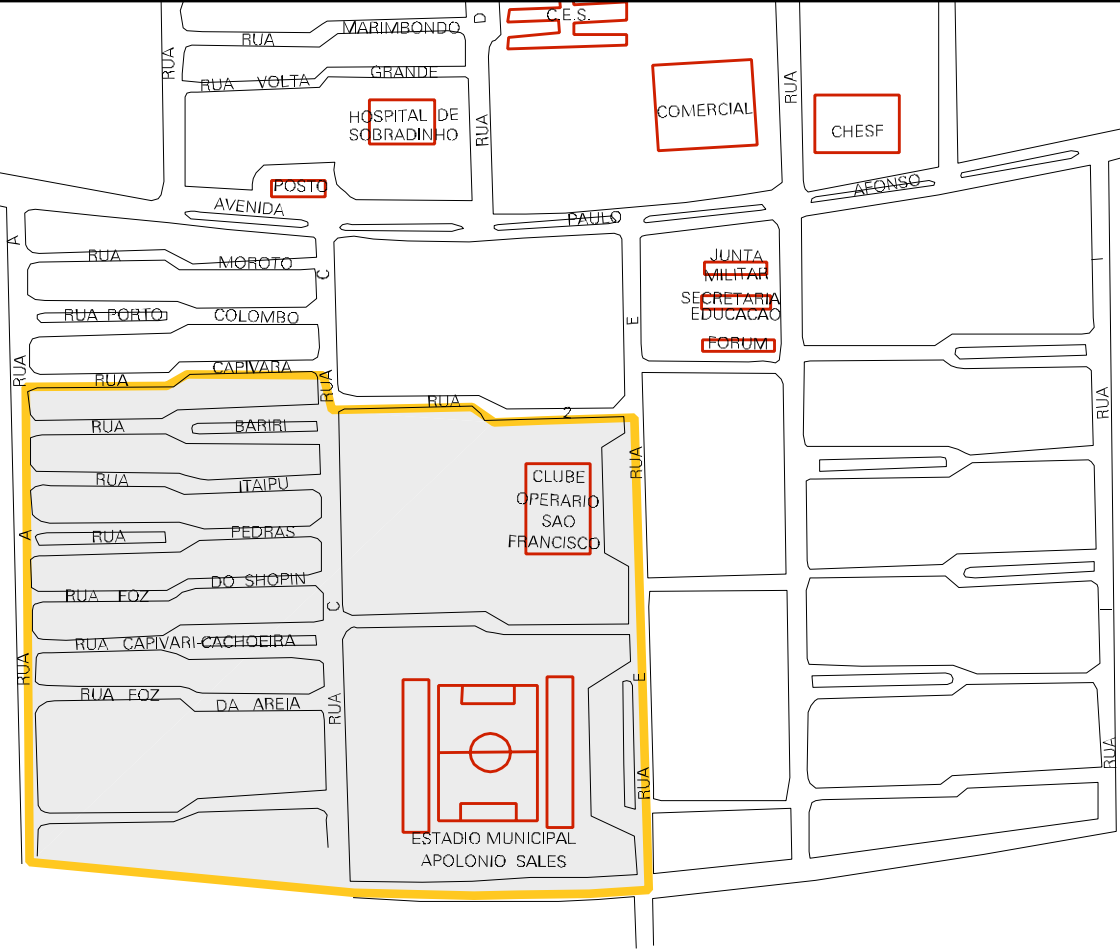 C.E.S.
D
RUA
MARIMBONDO
RUA
RUA VOLTA GRANDE
RUA
HOSPITAL DE
SOBRADINHO
RUA
COMERCIAL
CHESF
POSTO
AVENIDA
PAULO
AFONSO
A
RUA
MOROTO
C
JUNTA
MILITAR
SECRETARIA
EDUCACAO
RUA PORTO
COLOMBO
E
FORUM
RUA
RUA
CAPIVARA
RUA
RUA
2
RUA
RUA
BARIRI
RUA
CLUBE
OPERARIO
SAO
FRANCISCO
RUA
ITAIPU
A
RUA
PEDRAS
RUA FOZ
DO SHOPIN
C
RUA CAPIVARI-CACHOEIRA
RUA
RUA FOZ
DA AREIA
RUA
E
RUA
RUA
ESTADIO MUNICIPAL
APOLONIO SALES